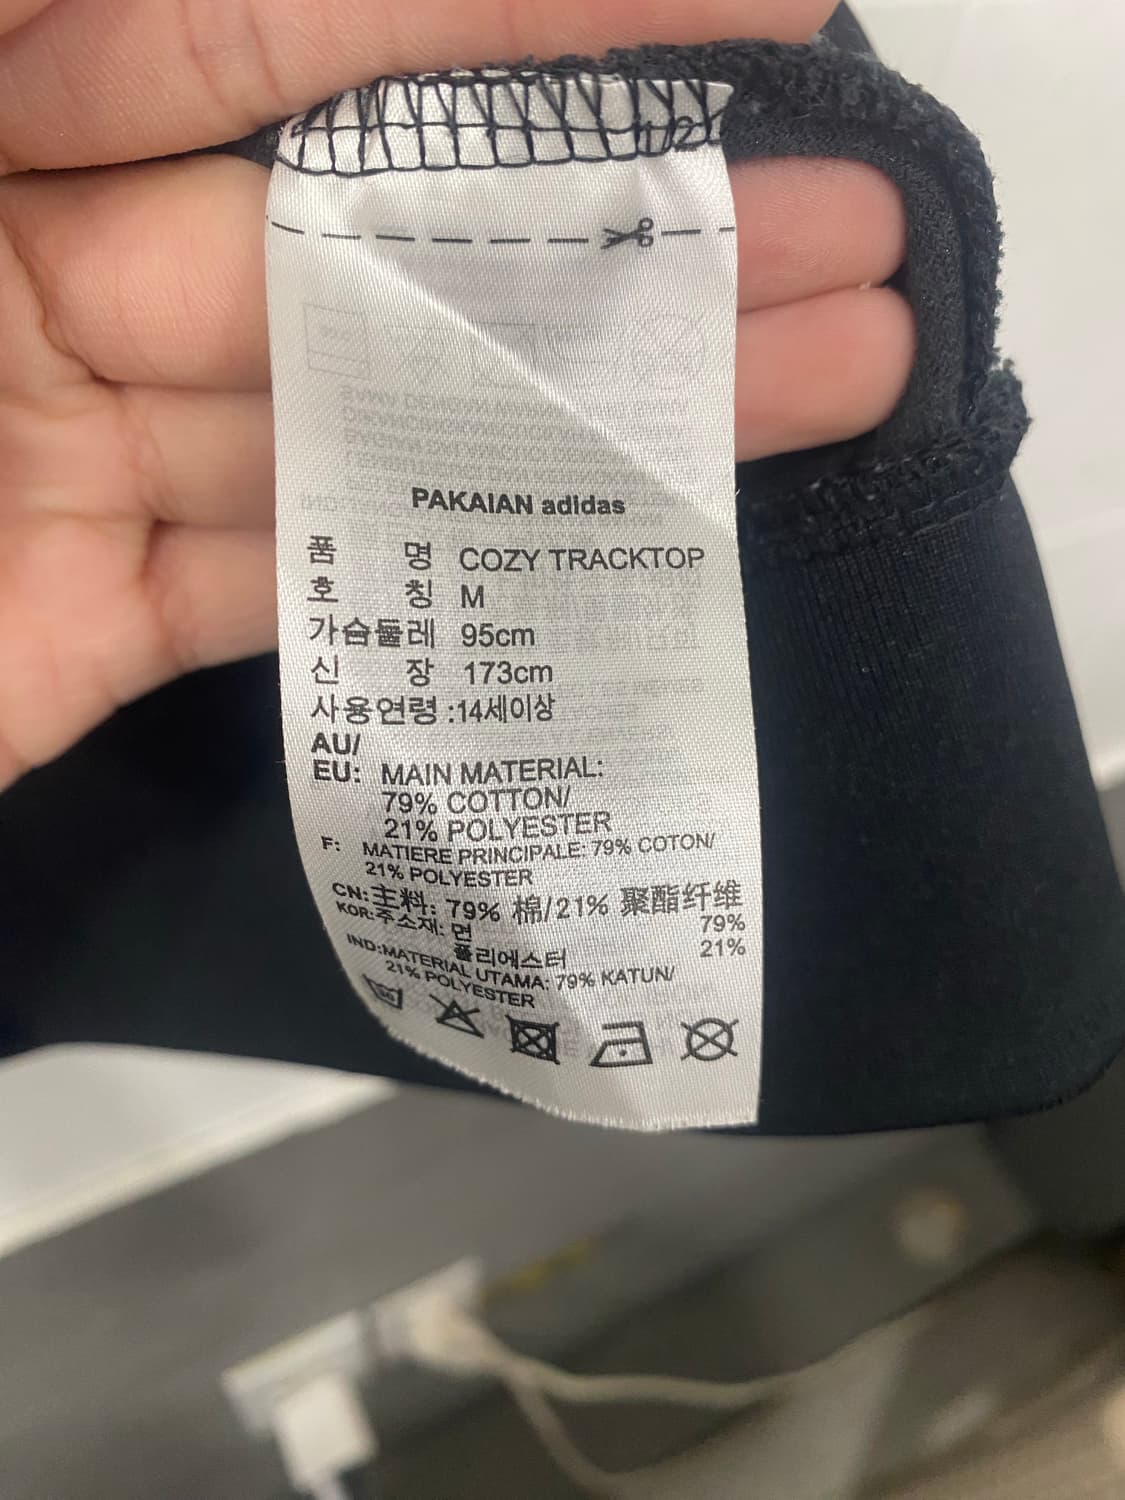 1/2
PAKAIAN adidas
품 명 COZY TRACKTOP
호 칭 M
가슴둘레 95cm
신 장 173cm
사용연령 :14세이상
AU/
EU: MAIN MATERIAL:
79% COTTON/
21% POLYESTER
F: MATIERE PRINCIPALE: 79% COTON/
21% POLYESTER
CN: 主料: 79% 棉/21% 聚酯纤维
KOR: 주소재: 면 79%
폴리에스터 21%
IND:MATERIAL UTAMA: 79% KATUN/
21% POLYESTER